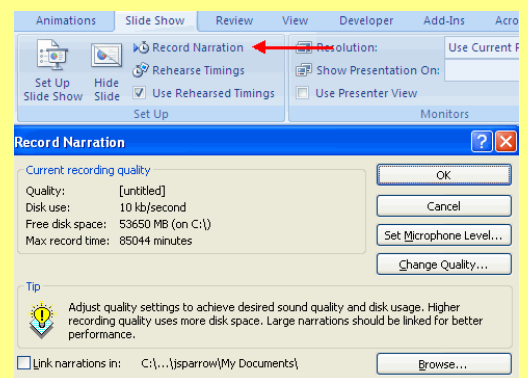 Animations Slide Show Review View Developer Add-Ins Acro
Record Narration Resolution: Use Current
Set Up Slide Show Hide Slide Rehearse Timings Show Presentation On:
Use Rehearsed Timings Use Presenter View
Set Up Monitors
Record Narration
Current recording quality
Quality: [untitled]
Disk use: 10 kb/second
Free disk space: 53650 MB (on C:\)
Max record time: 85044 minutes
OK
Cancel
Set Microphone Level...
Change Quality...
Tip
Adjust quality settings to achieve desired sound quality and disk usage. Higher
recording quality uses more disk space. Large narrations should be linked for better
performance.
Link narrations in: C:\...\jsparrow\My Documents\ Browse...